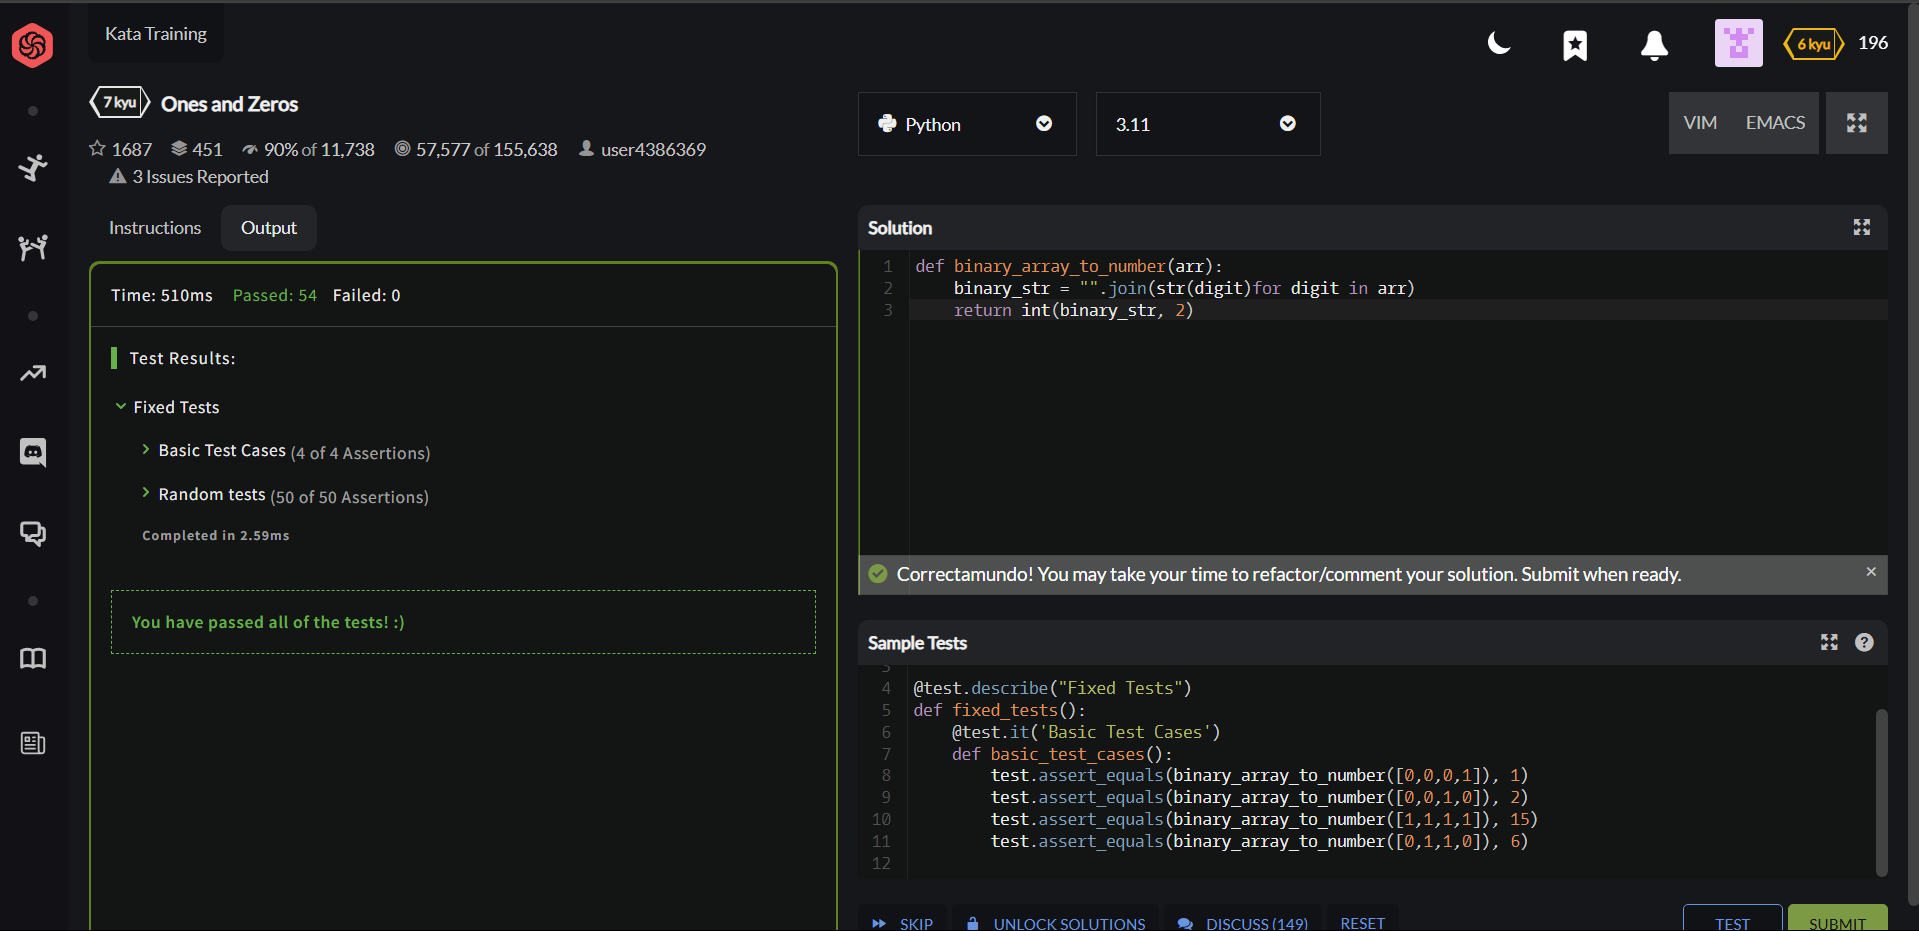 Kata Training
6 kyu 196
7 kyu Ones and Zeros
1687 451 90% of 11,738 57,577 of 155,638 user4386369
3 Issues Reported
Python 3.11
VIM EMACS
Instructions Output
Time: 510ms Passed: 54 Failed: 0
Test Results:
Fixed Tests
Basic Test Cases (4 of 4 Assertions)
Random tests (50 of 50 Assertions)
Completed in 2.59ms
You have passed all of the tests! :)
Solution
1 def binary_array_to_number(arr):
2     binary_str = "".join(str(digit)for digit in arr)
3     return int(binary_str, 2)
Correctamundo! You may take your time to refactor/comment your solution. Submit when ready. ×
Sample Tests
3
4 @test.describe("Fixed Tests")
5 def fixed_tests():
6     @test.it('Basic Test Cases')
7     def basic_test_cases():
8         test.assert_equals(binary_array_to_number([0,0,0,1]), 1)
9         test.assert_equals(binary_array_to_number([0,0,1,0]), 2)
10         test.assert_equals(binary_array_to_number([1,1,1,1]), 15)
11         test.assert_equals(binary_array_to_number([0,1,1,0]), 6)
12
SKIP UNLOCK SOLUTIONS DISCUSS (149) RESET TEST SUBMIT